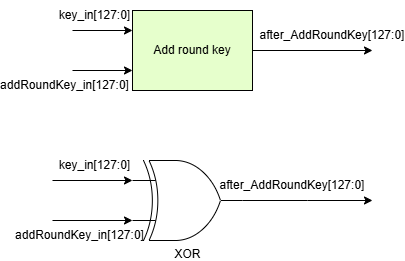 key_in[127:0]
Add round key
after_AddRoundKey[127:0]
addRoundKey_in[127:0]
key_in[127:0]
after_AddRoundKey[127:0]
addRoundKey_in[127:0]
XOR